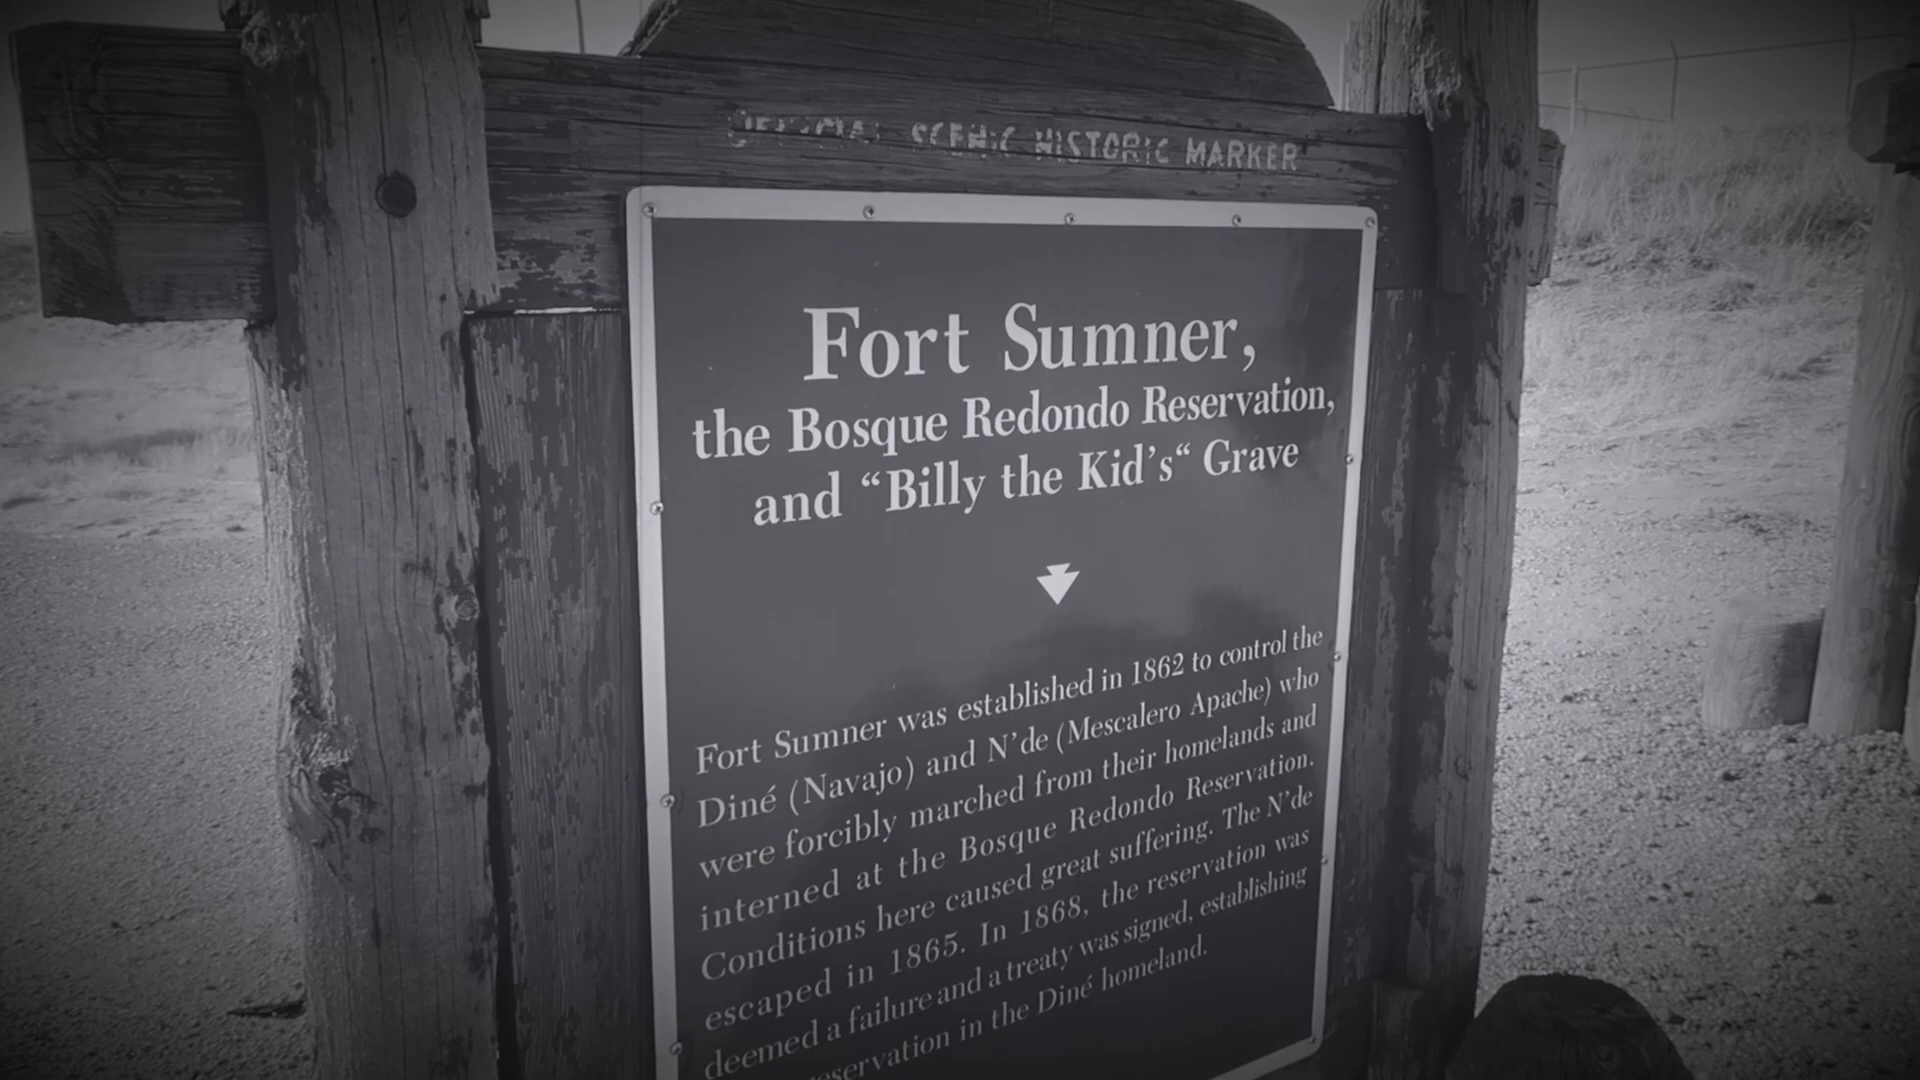 OFFICIAL SCENIC HISTORIC MARKER
Fort Sumner,
the Bosque Redondo Reservation,
and “Billy the Kid’s“ Grave
Fort Sumner was established in 1862 to control the
Diné (Navajo) and N’de (Mescalero Apache) who
were forcibly marched from their homelands and
interned at the Bosque Redondo Reservation.
Conditions here caused great suffering. The N’de
escaped in 1865. In 1868, the reservation was
deemed a failure and a treaty was signed, establishing
in the Diné homeland.